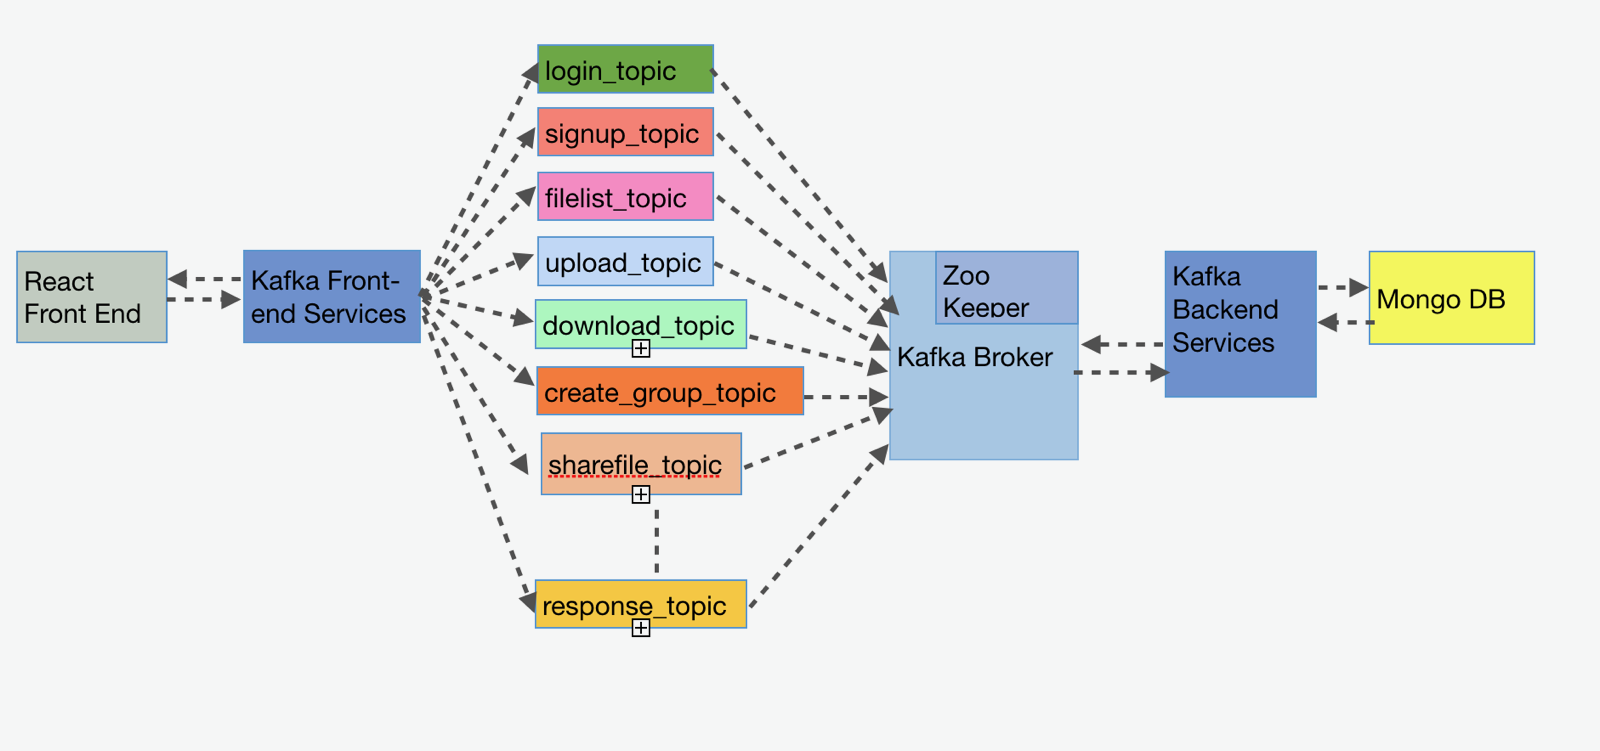 React
Front End
Kafka Front-
end Services
login_topic
signup_topic
filelist_topic
upload_topic
download_topic
create_group_topic
sharefile_topic
response_topic
Zoo
Keeper
Kafka Broker
Kafka
Backend
Services
Mongo DB